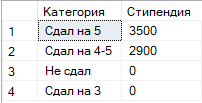 Категория Стипендия
1 Сдал на 5 3500
2 Сдал на 4-5 2900
3 Не сдал 0
4 Сдал на 3 0